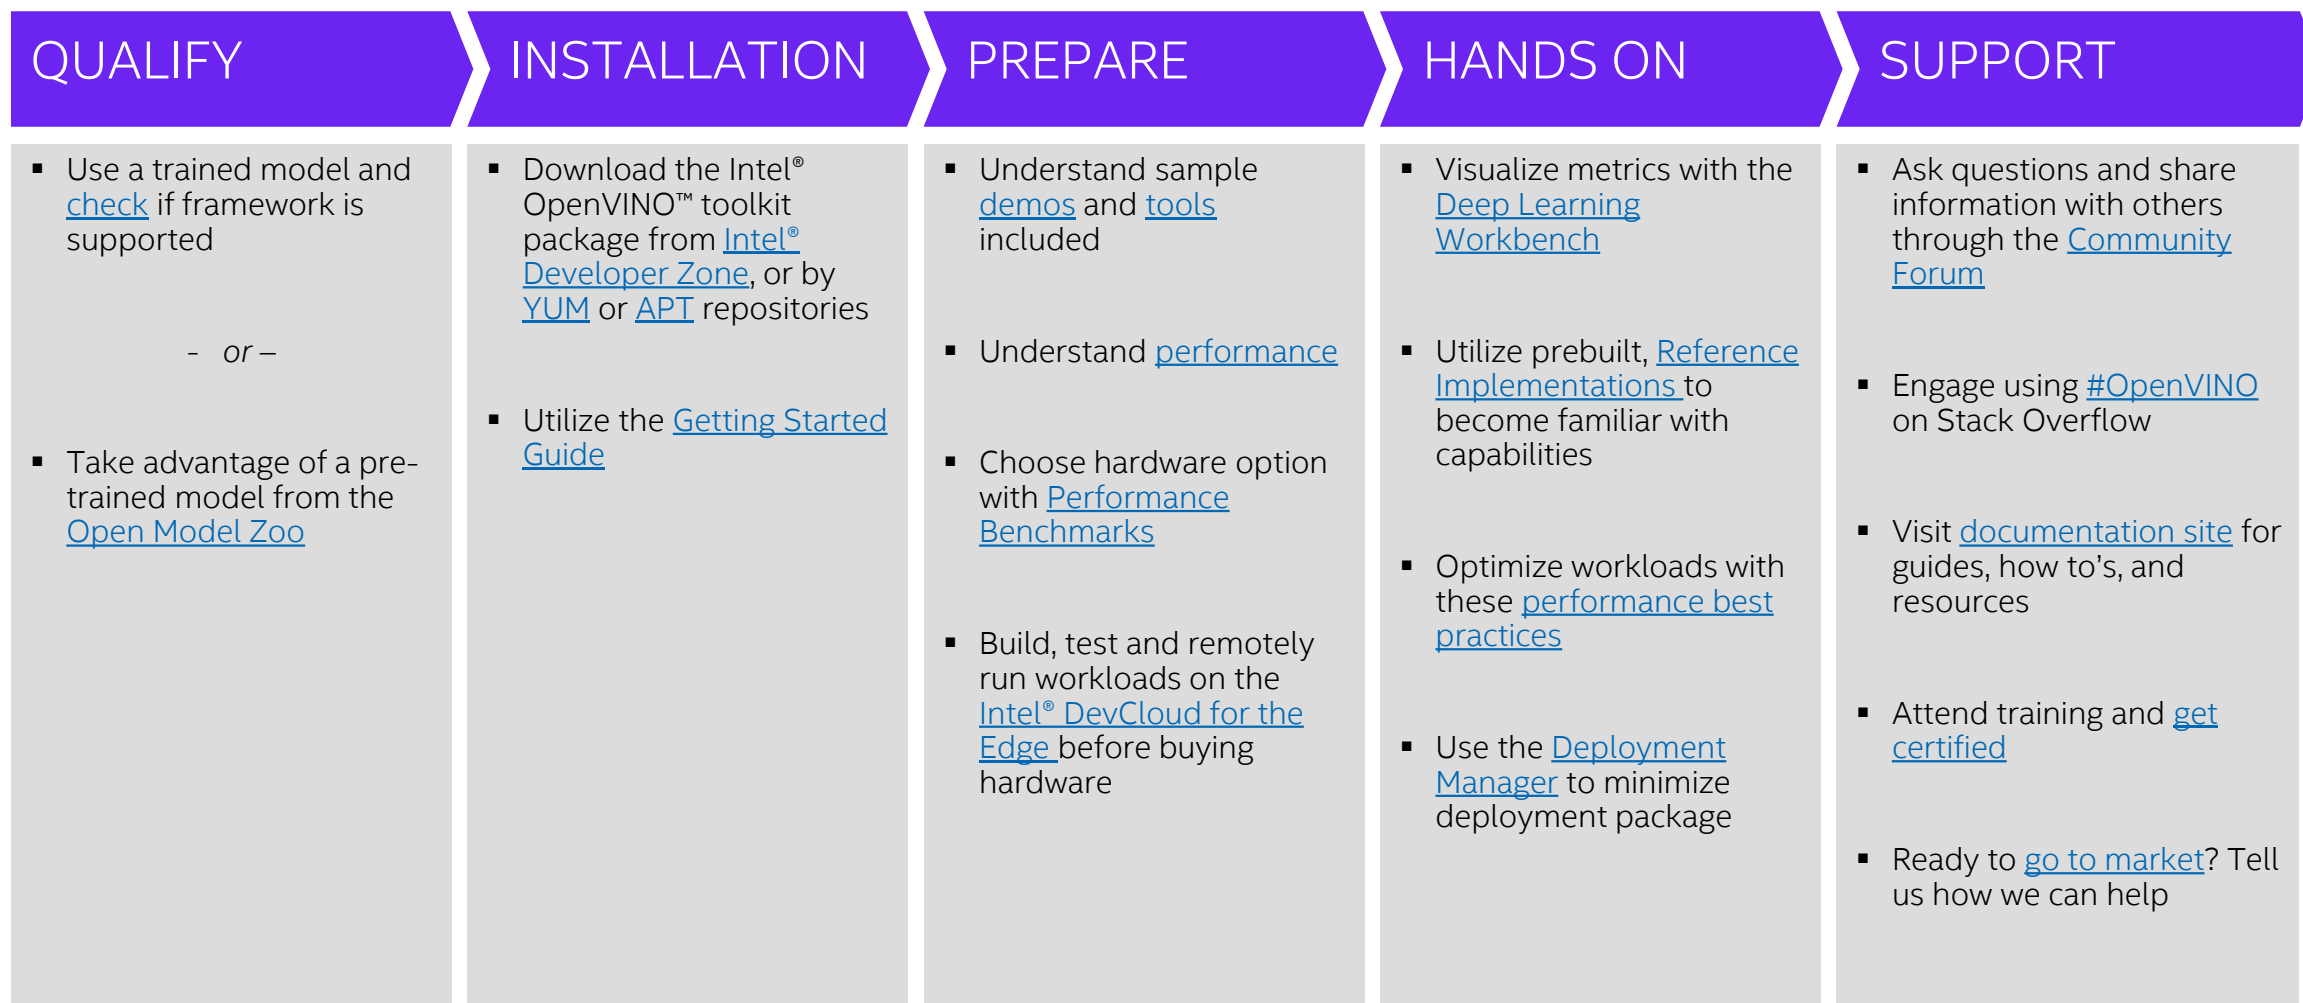 QUALIFY
▪ Use a trained model and
check if framework is
supported
- or –
▪ Take advantage of a pre-
trained model from the
Open Model Zoo
INSTALLATION
▪ Download the Intel®
OpenVINO™ toolkit
package from Intel®
Developer Zone, or by
YUM or APT repositories
▪ Utilize the Getting Started
Guide
PREPARE
▪ Understand sample
demos and tools
included
▪ Understand performance
▪ Choose hardware option
with Performance
Benchmarks
▪ Build, test and remotely
run workloads on the
Intel® DevCloud for the
Edge before buying
hardware
HANDS ON
▪ Visualize metrics with the
Deep Learning
Workbench
▪ Utilize prebuilt, Reference
Implementations to
become familiar with
capabilities
▪ Optimize workloads with
these performance best
practices
▪ Use the Deployment
Manager to minimize
deployment package
SUPPORT
▪ Ask questions and share
information with others
through the Community
Forum
▪ Engage using #OpenVINO
on Stack Overflow
▪ Visit documentation site for
guides, how to’s, and
resources
▪ Attend training and get
certified
▪ Ready to go to market? Tell
us how we can help